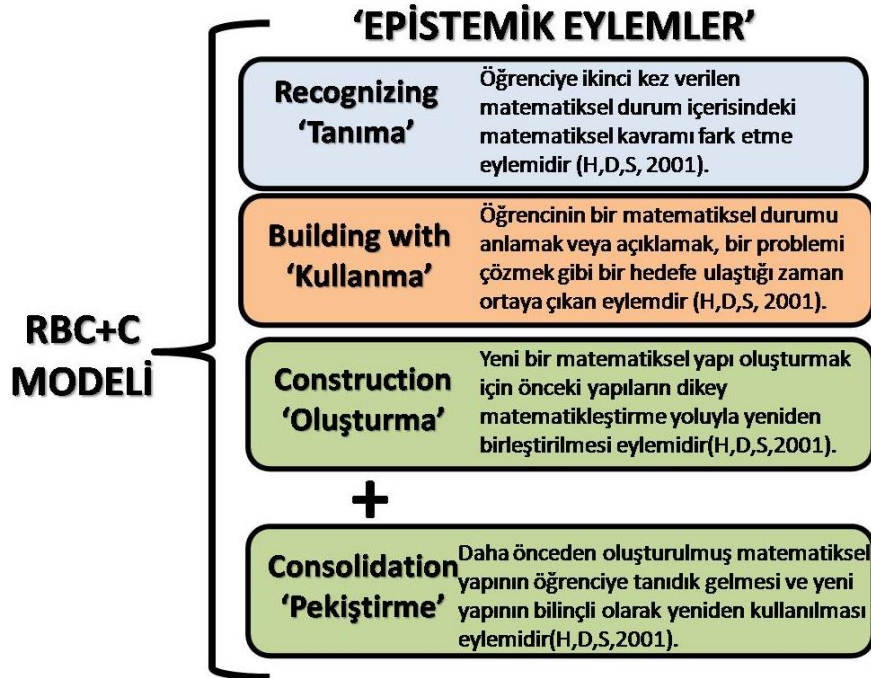 ‘EPİSTEMİK EYLEMLER’
Recognizing
‘Tanıma’
Öğrenciye ikinci kez verilen
matematiksel durum içerisindeki
matematiksel kavramı fark etme
eylemidir (H,D,S, 2001).
Building with
‘Kullanma’
Öğrencinin bir matematiksel durumu
anlamak veya açıklamak, bir problemi
çözmek gibi bir hedefe ulaştığı zaman
ortaya çıkan eylemdir (H,D,S, 2001).
RBC+C
MODELİ
Construction
‘Oluşturma’
Yeni bir matematiksel yapı oluşturmak
için önceki yapıların dikey
matematikleştirme yoluyla yeniden
birleştirilmesi eylemidir(H,D,S,2001).
+
Consolidation
‘Pekiştirme’
Daha önceden oluşturulmuş matematiksel
yapının öğrenciye tanıdık gelmesi ve yeni
yapının bilinçli olarak yeniden kullanılması
eylemidir(H,D,S,2001).